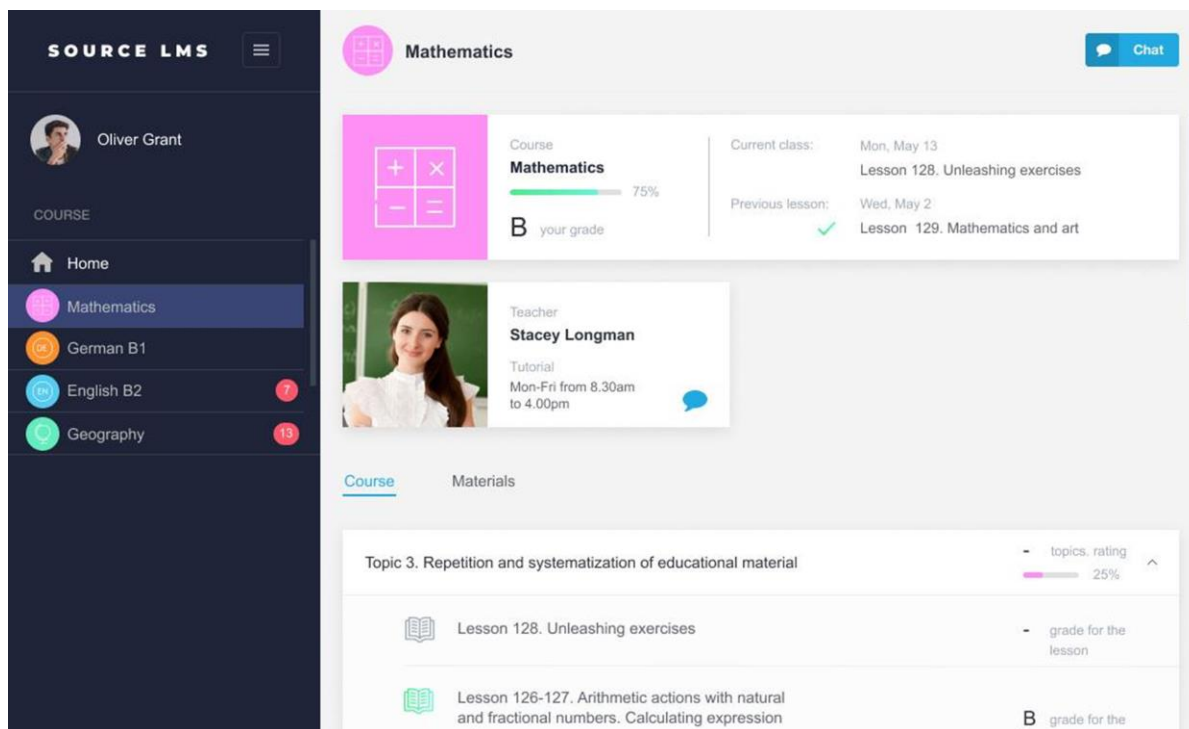 SOURCE LMS
Mathematics
Chat
Oliver Grant
COURSE
Home
Mathematics
DE
German B1
EN
English B2
7
Geography
13
Course
Mathematics
75%
B your grade
Current class:
Mon, May 13
Lesson 128. Unleashing exercises
Previous lesson:
Wed, May 2
Lesson 129. Mathematics and art
Teacher
Stacey Longman
Tutorial
Mon-Fri from 8.30am
to 4.00pm
Course
Materials
Topic 3. Repetition and systematization of educational material
- topics. rating
25%
Lesson 128. Unleashing exercises
- grade for the
lesson
Lesson 126-127. Arithmetic actions with natural
and fractional numbers. Calculating expression
B grade for the